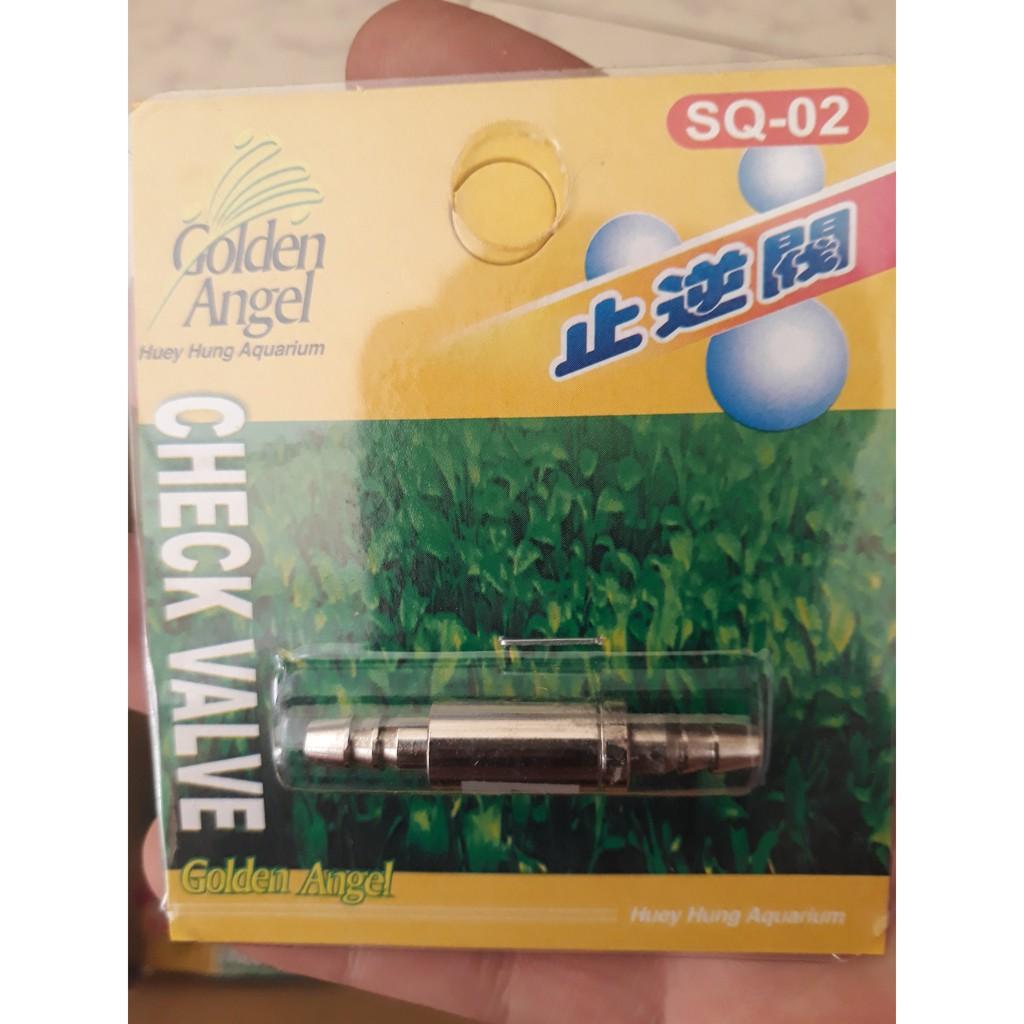 SQ-02
Golden
Angel
Huey Hung Aquarium
止逆閥
CHECK VALVE
Golden Angel
Huey Hung Aquarium